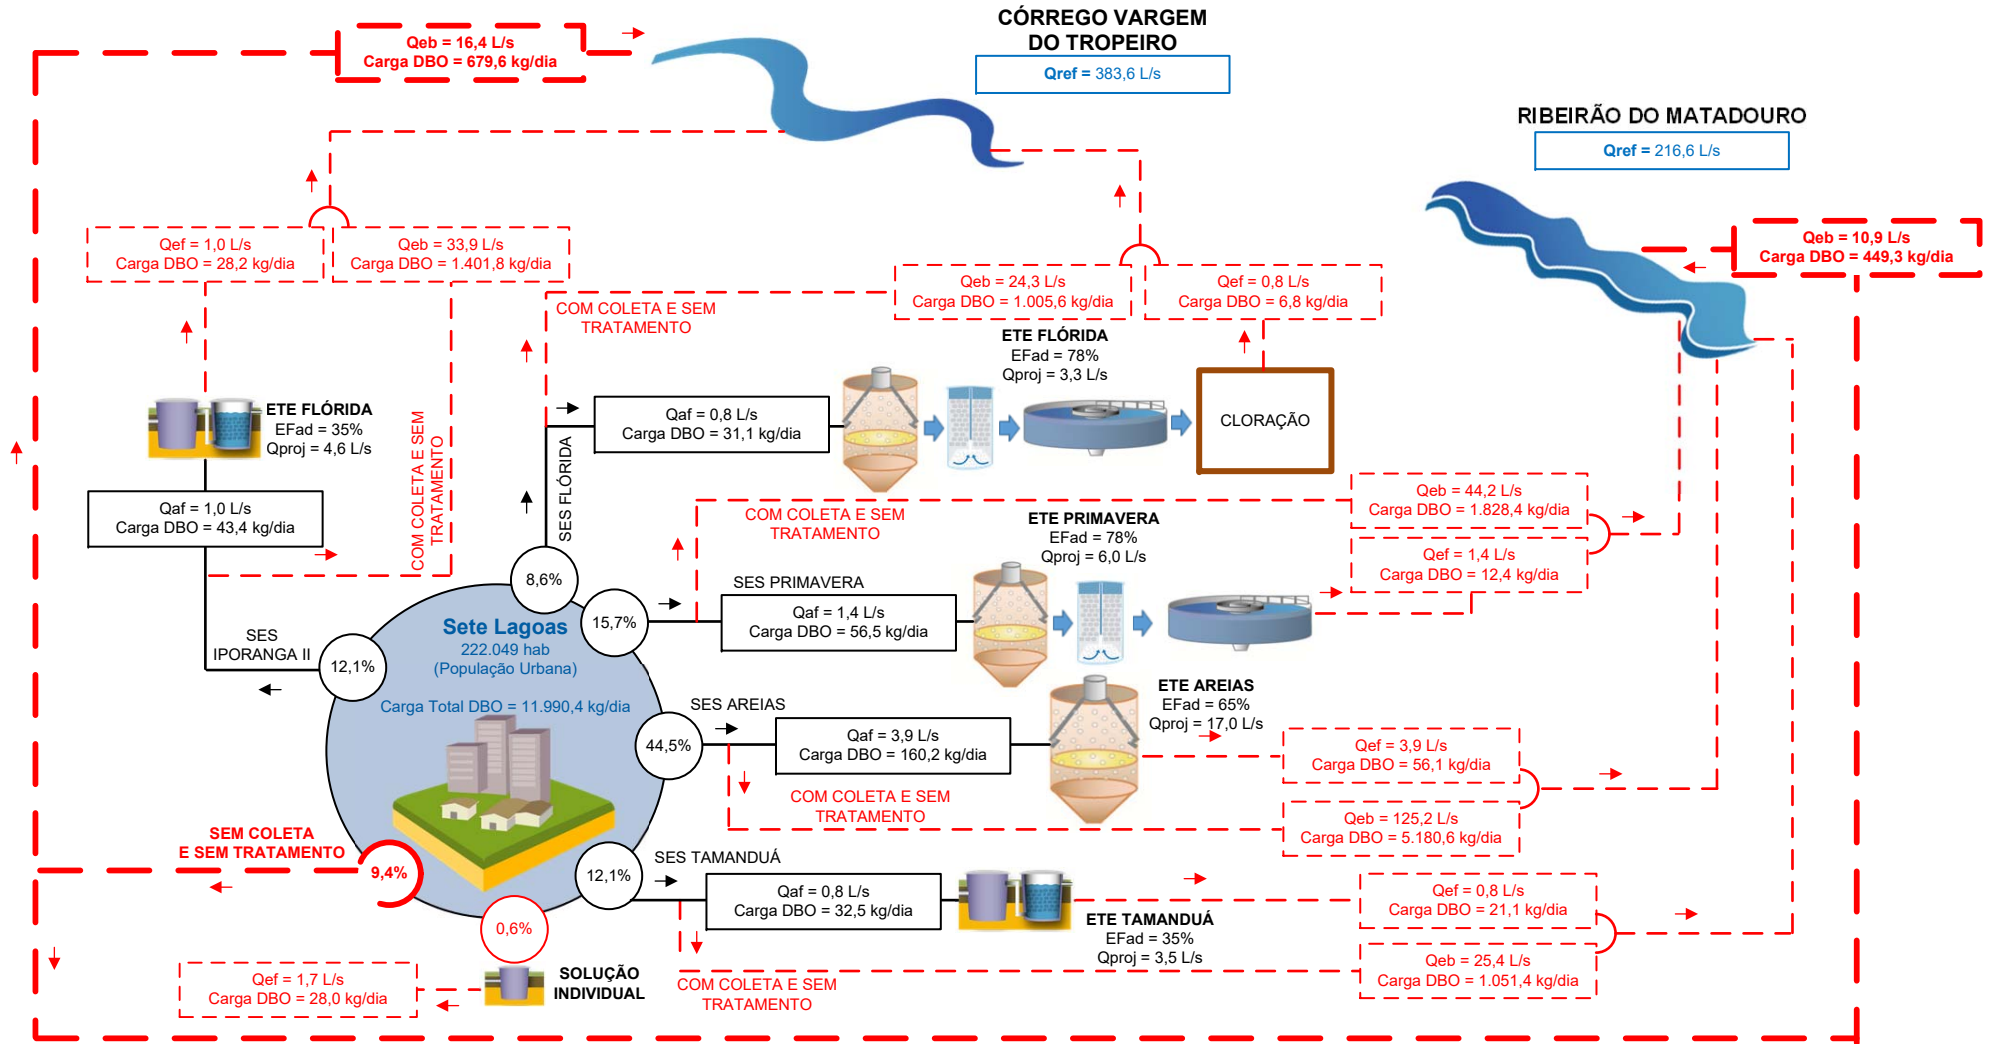 Qeb = 16,4 L/s
Carga DBO = 679,6 kg/dia
CÓRREGO VARGEM
DO TROPEIRO
Qref = 383,6 L/s
RIBEIRÃO DO MATADOURO
Qref = 216,6 L/s
Qef = 1,0 L/s
Carga DBO = 28,2 kg/dia
Qeb = 33,9 L/s
Carga DBO = 1.401,8 kg/dia
Qeb = 24,3 L/s
Carga DBO = 1.005,6 kg/dia
Qef = 0,8 L/s
Carga DBO = 6,8 kg/dia
Qeb = 10,9 L/s
Carga DBO = 449,3 kg/dia
COM COLETA E SEM
TRATAMENTO
ETE FLÓRIDA
EFad = 78%
Qproj = 3,3 L/s
ETE FLÓRIDA
EFad = 35%
Qproj = 4,6 L/s
COM COLETA E SEM
TRATAMENTO
SES FLÓRIDA
Qaf = 0,8 L/s
Carga DBO = 31,1 kg/dia
CLORAÇÃO
Qaf = 1,0 L/s
Carga DBO = 43,4 kg/dia
COM COLETA E SEM
TRATAMENTO
ETE PRIMAVERA
EFad = 78%
Qproj = 6,0 L/s
Qeb = 44,2 L/s
Carga DBO = 1.828,4 kg/dia
Qef = 1,4 L/s
Carga DBO = 12,4 kg/dia
8,6%
15,7%
SES PRIMAVERA
Qaf = 1,4 L/s
Carga DBO = 56,5 kg/dia
SES
IPORANGA II
12,1%
Sete Lagoas
222.049 hab
(População Urbana)
Carga Total DBO = 11.990,4 kg/dia
44,5%
SES AREIAS
Qaf = 3,9 L/s
Carga DBO = 160,2 kg/dia
ETE AREIAS
EFad = 65%
Qproj = 17,0 L/s
Qef = 3,9 L/s
Carga DBO = 56,1 kg/dia
COM COLETA E SEM
TRATAMENTO
Qeb = 125,2 L/s
Carga DBO = 5.180,6 kg/dia
SEM COLETA
E SEM TRATAMENTO
9,4%
12,1%
SES TAMANDUÁ
Qaf = 0,8 L/s
Carga DBO = 32,5 kg/dia
ETE TAMANDUÁ
EFad = 35%
Qproj = 3,5 L/s
Qef = 0,8 L/s
Carga DBO = 21,1 kg/dia
0,6%
SOLUÇÃO
INDIVIDUAL
Qef = 1,7 L/s
Carga DBO = 28,0 kg/dia
COM COLETA E SEM
TRATAMENTO
Qeb = 25,4 L/s
Carga DBO = 1.051,4 kg/dia